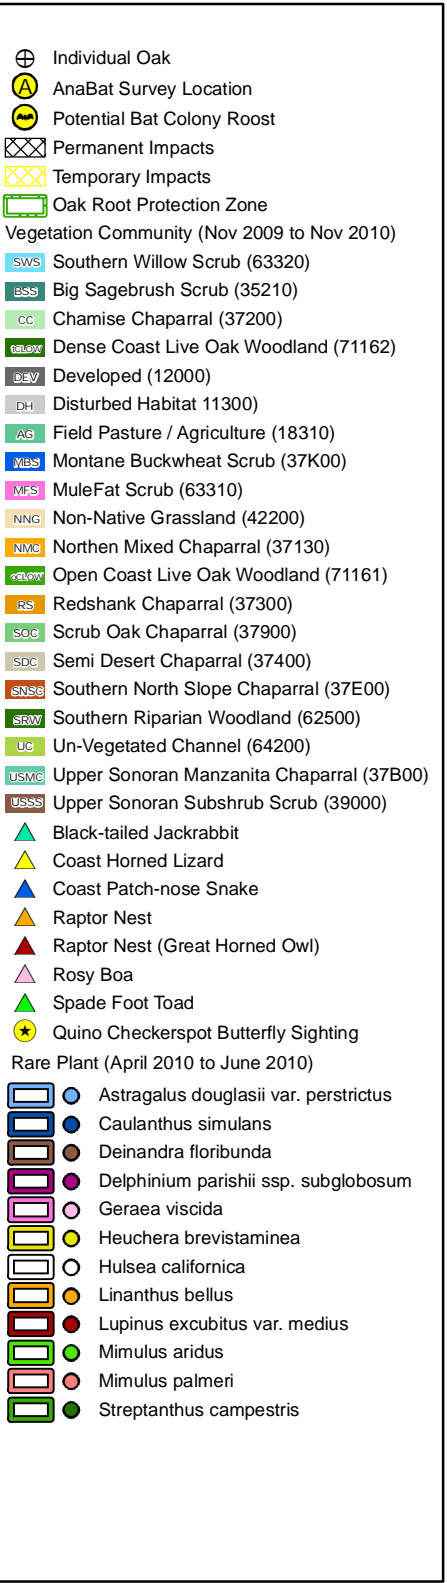 Individual Oak
A AnaBat Survey Location
Potential Bat Colony Roost
Permanent Impacts
Temporary Impacts
Oak Root Protection Zone
Vegetation Community (Nov 2009 to Nov 2010)
SWS Southern Willow Scrub (63320)
BSS Big Sagebrush Scrub (35210)
CC Chamise Chaparral (37200)
Dense Coast Live Oak Woodland (71162)
DEV Developed (12000)
DH Disturbed Habitat 11300)
AG Field Pasture / Agriculture (18310)
MBS Montane Buckwheat Scrub (37K00)
MFS MuleFat Scrub (63310)
NNG Non-Native Grassland (42200)
NMC Northen Mixed Chaparral (37130)
Open Coast Live Oak Woodland (71161)
RS Redshank Chaparral (37300)
SOC Scrub Oak Chaparral (37900)
SDC Semi Desert Chaparral (37400)
SNSC Southern North Slope Chaparral (37E00)
SRW Southern Riparian Woodland (62500)
UC Un-Vegetated Channel (64200)
USMC Upper Sonoran Manzanita Chaparral (37B00)
USSS Upper Sonoran Subshrub Scrub (39000)
Black-tailed Jackrabbit
Coast Horned Lizard
Coast Patch-nose Snake
Raptor Nest
Raptor Nest (Great Horned Owl)
Rosy Boa
Spade Foot Toad
Quino Checkerspot Butterfly Sighting
Rare Plant (April 2010 to June 2010)
Astragalus douglasii var. perstrictus
Caulanthus simulans
Deinandra floribunda
Delphinium parishii ssp. subglobosum
Geraea viscida
Heuchera brevistaminea
Hulsea californica
Linanthus bellus
Lupinus excubitus var. medius
Mimulus aridus
Mimulus palmeri
Streptanthus campestris